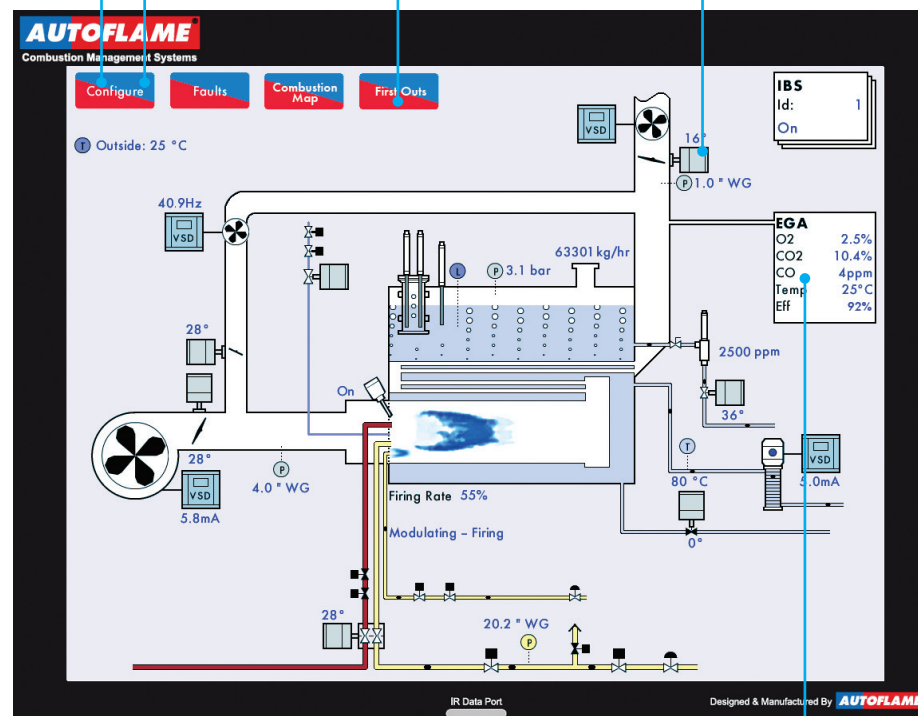 AUTOFLAME
Combustion Management Systems
Configure
Faults
Combustion
Map
First Outs
IBS
Id: 1
On
T Outside: 25 °C
VSD
16°
P 1.0 " WG
40.9Hz
VSD
EGA
O2 2.5%
CO2 10.4%
CO 4ppm
Temp 25°C
Eff 92%
63301 kg/hr
L
P 3.1 bar
28°
2500 ppm
On
36°
28°
P
4.0 " WG
T
80 °C
VSD
5.0mA
VSD
5.8mA
Firing Rate 55%
Modulating – Firing
0°
28°
20.2 " WG
P
IR Data Port
Designed & Manufactured By AUTOFLAME